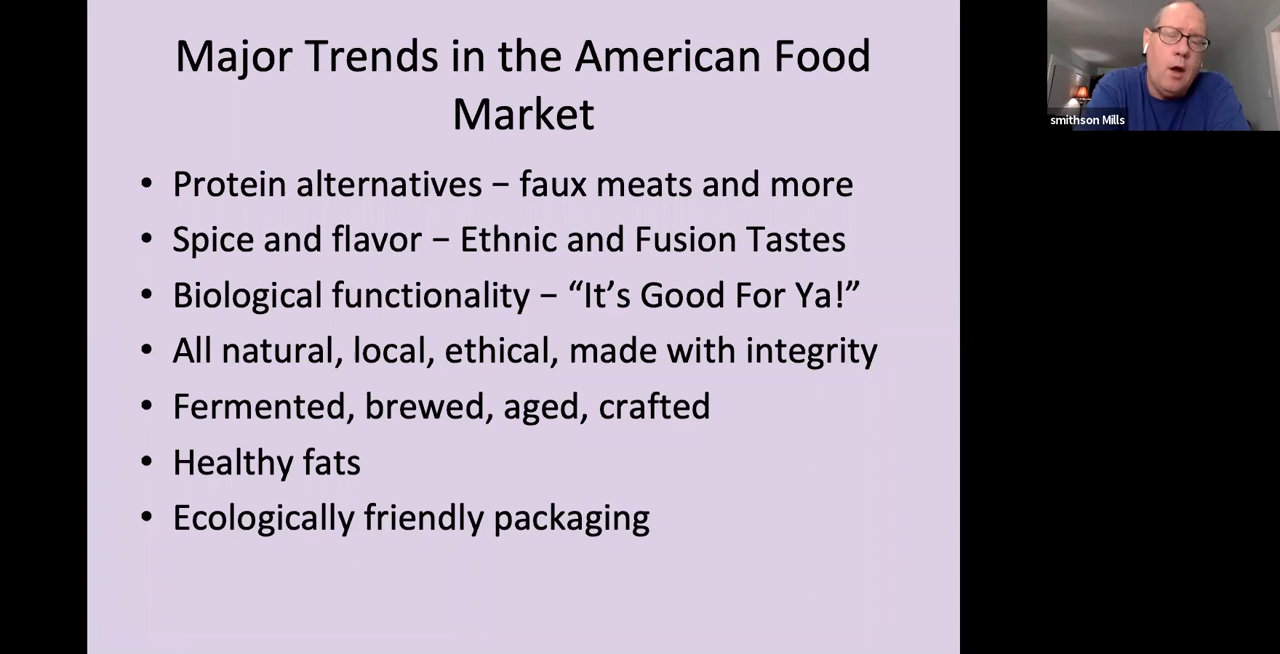 Major Trends in the American Food
Market
• Protein alternatives – faux meats and more
• Spice and flavor – Ethnic and Fusion Tastes
• Biological functionality – “It’s Good For Ya!”
• All natural, local, ethical, made with integrity
• Fermented, brewed, aged, crafted
• Healthy fats
• Ecologically friendly packaging
smithson Mills